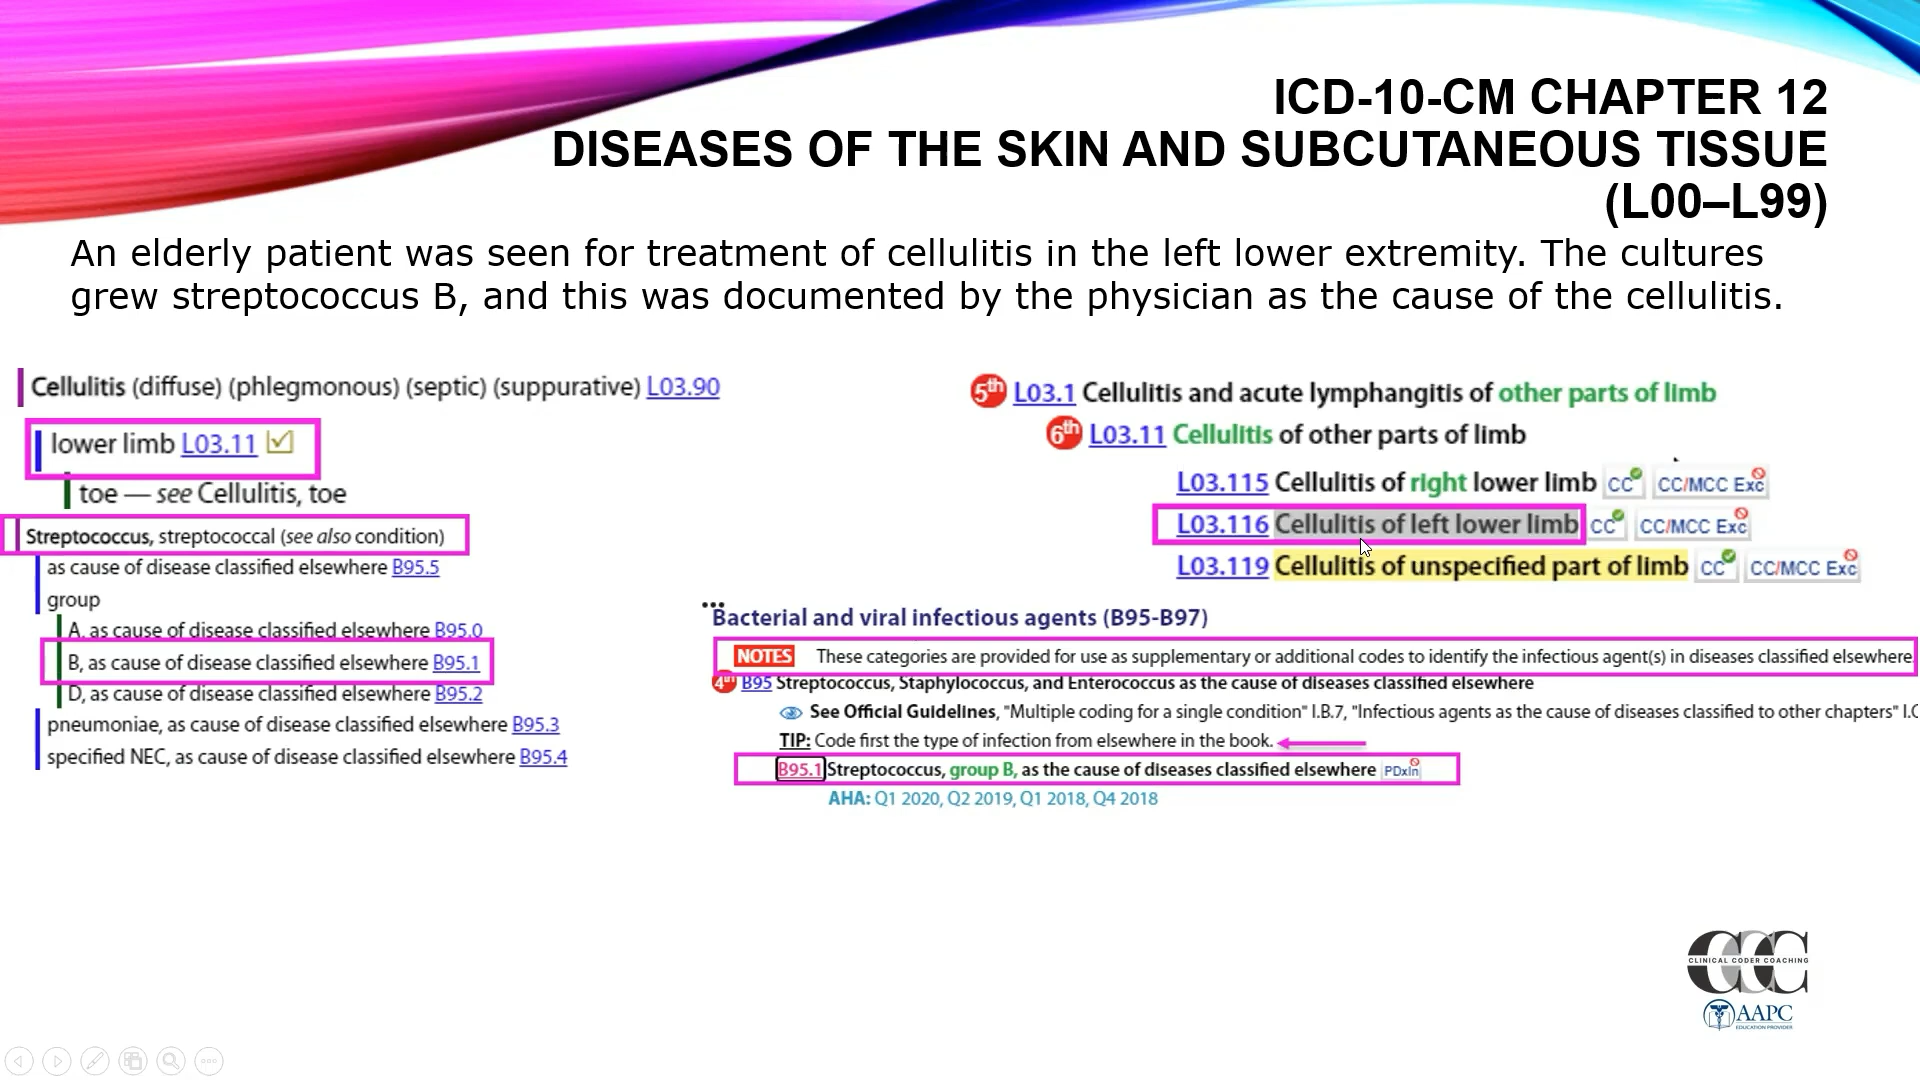 ICD-10-CM CHAPTER 12
DISEASES OF THE SKIN AND SUBCUTANEOUS TISSUE
(L00–L99)
An elderly patient was seen for treatment of cellulitis in the left lower extremity. The cultures
grew streptococcus B, and this was documented by the physician as the cause of the cellulitis.
Cellulitis (diffuse) (phlegmonous) (septic) (suppurative) L03.90
lower limb L03.11
toe — see Cellulitis, toe
Streptococcus, streptococcal (see also condition)
as cause of disease classified elsewhere B95.5
group
A, as cause of disease classified elsewhere B95.0
B, as cause of disease classified elsewhere B95.1
D, as cause of disease classified elsewhere B95.2
pneumoniae, as cause of disease classified elsewhere B95.3
specified NEC, as cause of disease classified elsewhere B95.4
5th L03.1 Cellulitis and acute lymphangitis of other parts of limb
6th L03.11 Cellulitis of other parts of limb
L03.115 Cellulitis of right lower limb CC CC/MCC Exc
L03.116 Cellulitis of left lower limb CC CC/MCC Exc
L03.119 Cellulitis of unspecified part of limb CC CC/MCC Exc
Bacterial and viral infectious agents (B95-B97)
NOTES These categories are provided for use as supplementary or additional codes to identify the infectious agent(s) in diseases classified elsewhere.
4th B95 Streptococcus, Staphylococcus, and Enterococcus as the cause of diseases classified elsewhere
See Official Guidelines, "Multiple coding for a single condition" I.B.7, "Infectious agents as the cause of diseases classified to other chapters" I.C
TIP: Code first the type of infection from elsewhere in the book.
B95.1 Streptococcus, group B, as the cause of diseases classified elsewhere PDxIn
AHA: Q1 2020, Q2 2019, Q1 2018, Q4 2018
CCC
CLINICAL CODER COACHING
AAPC
EDUCATION PROVIDER